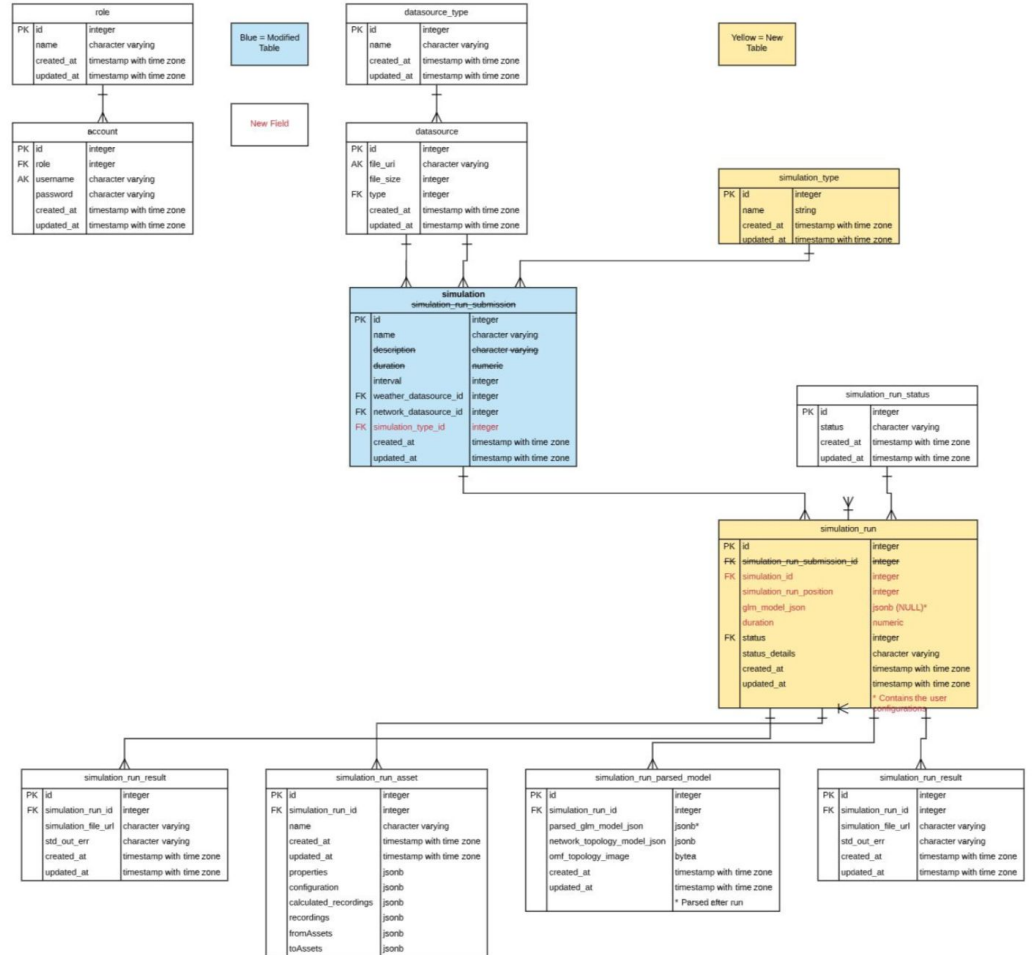 role
PK id integer
name character varying
created_at timestamp with time zone
updated_at timestamp with time zone
Blue = Modified
Table
datasource_type
PK id integer
name character varying
created_at timestamp with time zone
updated_at timestamp with time zone
Yellow = New
Table
account
PK id integer
FK role integer
AK username character varying
password character varying
created_at timestamp with time zone
updated_at timestamp with time zone
New Field
datasource
PK id integer
AK file_uri character varying
file_size integer
FK type integer
created_at timestamp with time zone
updated_at timestamp with time zone
simulation_type
PK id integer
name string
created_at timestamp with time zone
updated_at timestamp with time zone
simulation
simulation_run_submission
PK id integer
name character varying
description character varying
duration numeric
interval integer
FK weather_datasource_id integer
FK network_datasource_id integer
FK simulation_type_id integer
created_at timestamp with time zone
updated_at timestamp with time zone
simulation_run_status
PK id integer
status character varying
created_at timestamp with time zone
updated_at timestamp with time zone
simulation_run
PK id integer
FK simulation_run_submission_id integer
FK simulation_id integer
simulation_run_position integer
glm_model_json jsonb (NULL)*
duration numeric
FK status integer
status_details character varying
created_at timestamp with time zone
updated_at timestamp with time zone
* Contains the user
configurations
simulation_run_result
PK id integer
FK simulation_run_id integer
simulation_file_url character varying
std_out_err character varying
created_at timestamp with time zone
updated_at timestamp with time zone
simulation_run_asset
PK id integer
FK simulation_run_id integer
name character varying
created_at timestamp with time zone
updated_at timestamp with time zone
properties jsonb
configuration jsonb
calculated_recordings jsonb
recordings jsonb
fromAssets jsonb
toAssets jsonb
simulation_run_parsed_model
PK id integer
FK simulation_run_id integer
parsed_glm_model_json jsonb*
network_topology_model_json jsonb
omf_topology_image bytea
created_at timestamp with time zone
updated_at timestamp with time zone
* Parsed after run
simulation_run_result
PK id integer
FK simulation_run_id integer
simulation_file_url character varying
std_out_err character varying
created_at timestamp with time zone
updated_at timestamp with time zone